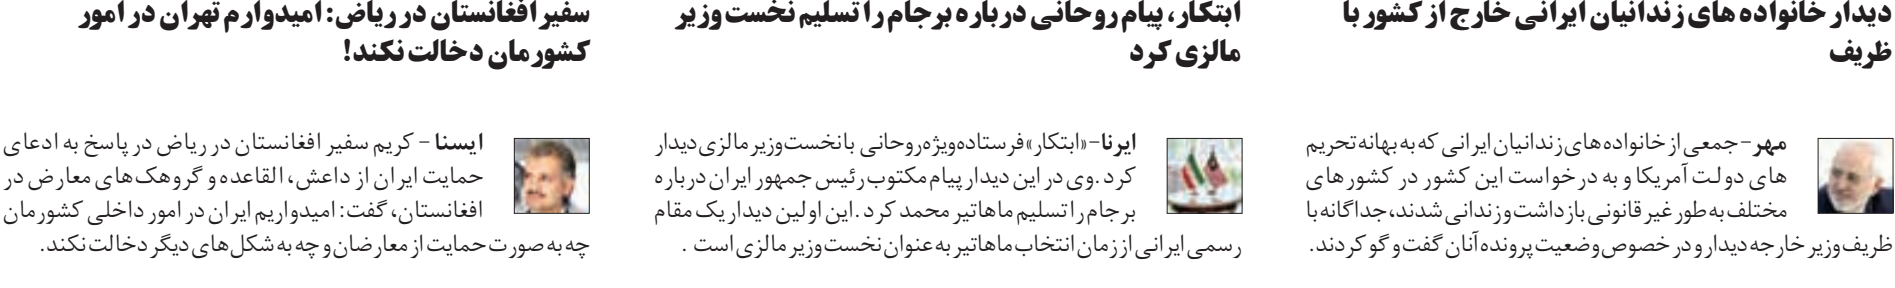 دیدار خانواده های زندانیان ایرانی خارج از کشور با
ظریف
مهر- جمعی از خانواده های زندانیان ایرانی که به بهانه تحریم
های دولت آمریکا و به درخواست این کشور در کشورهای
مختلف به طور غیر قانونی بازداشت و زندانی شدند، جداگانه با
ظریف وزیر خارجه دیدار و در خصوص وضعیت پرونده آنان گفت و گو کردند.
ابتکار، پیام روحانی درباره برجام را تسلیم نخست وزیر
مالزی کرد
ایرنا-«ابتکار» فرستاده ویژه روحانی با نخست وزیر مالزی دیدار
کرد. وی در این دیدار پیام مکتوب رئیس جمهور ایران درباره
برجام را تسلیم ماهاتیر محمد کرد. این اولین دیدار یک مقام
رسمی ایرانی از زمان انتخاب ماهاتیر به عنوان نخست وزیر مالزی است .
سفیر افغانستان در ریاض: امیدوارم تهران در امور
کشورمان دخالت نکند!
ایسنا - کریم سفیر افغانستان در ریاض در پاسخ به ادعای
حمایت ایران از داعش، القاعده و گروهک های معارض در
افغانستان، گفت: امیدواریم ایران در امور داخلی کشورمان
چه به صورت حمایت از معارضان و چه به شکل های دیگر دخالت نکند.